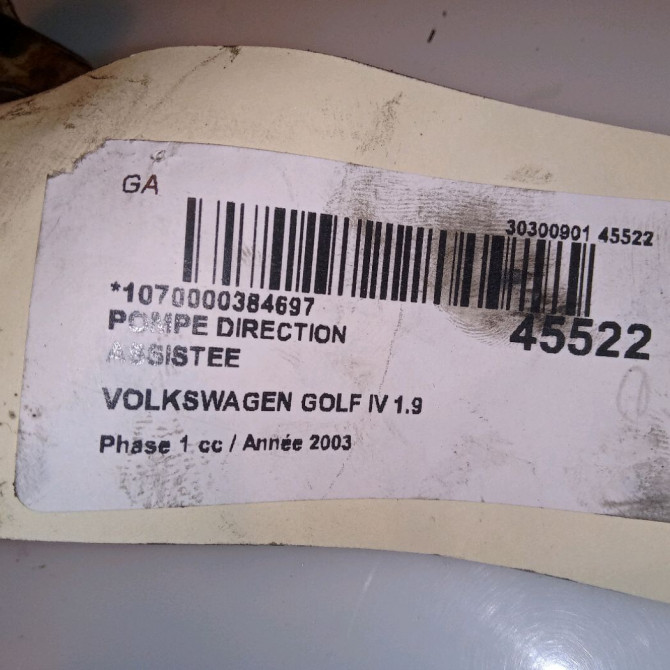 GA
30300901 45522
*1070000384697
POMPE DIRECTION
45522
ASSISTEE
VOLKSWAGEN GOLF IV 1.9
Phase 1 cc / Année 2003